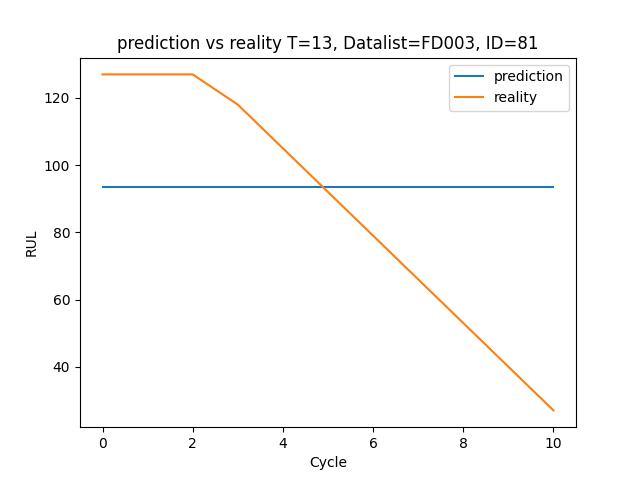 prediction vs reality T=13, Datalist=FD003, ID=81
prediction
reality
RUL
120
100
80
60
40
0 2 4 6 8 10
Cycle